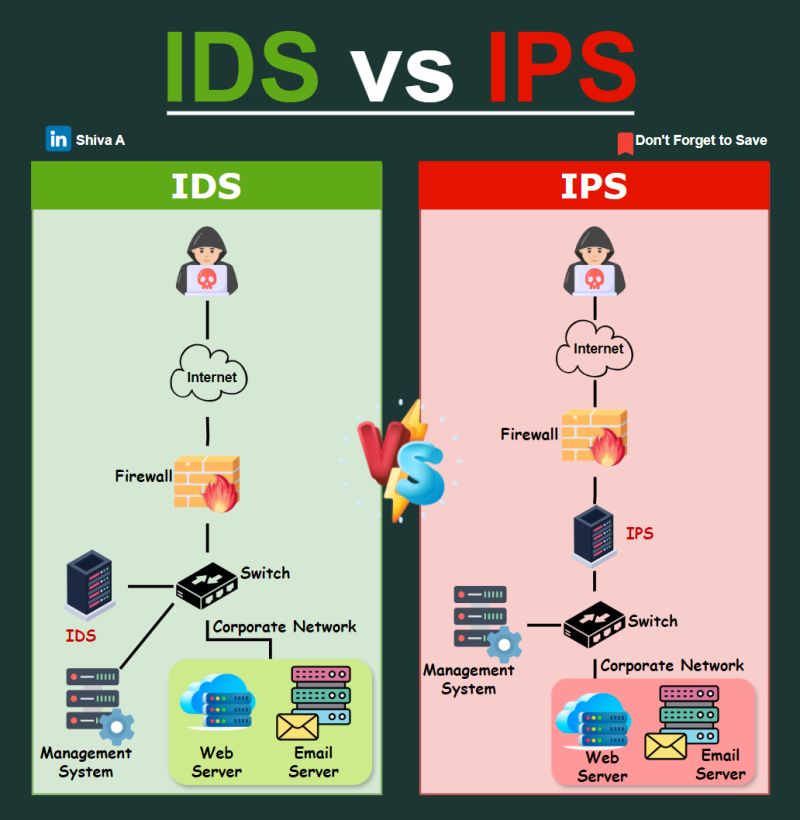 IDS vs IPS
in Shiva A
Don't Forget to Save
IDS
Internet
Firewall
Switch
IDS
Corporate Network
Management
System
Web
Server
Email
Server
VS
IPS
Internet
Firewall
IPS
Switch
Management
System
Corporate Network
Web
Server
Email
Server